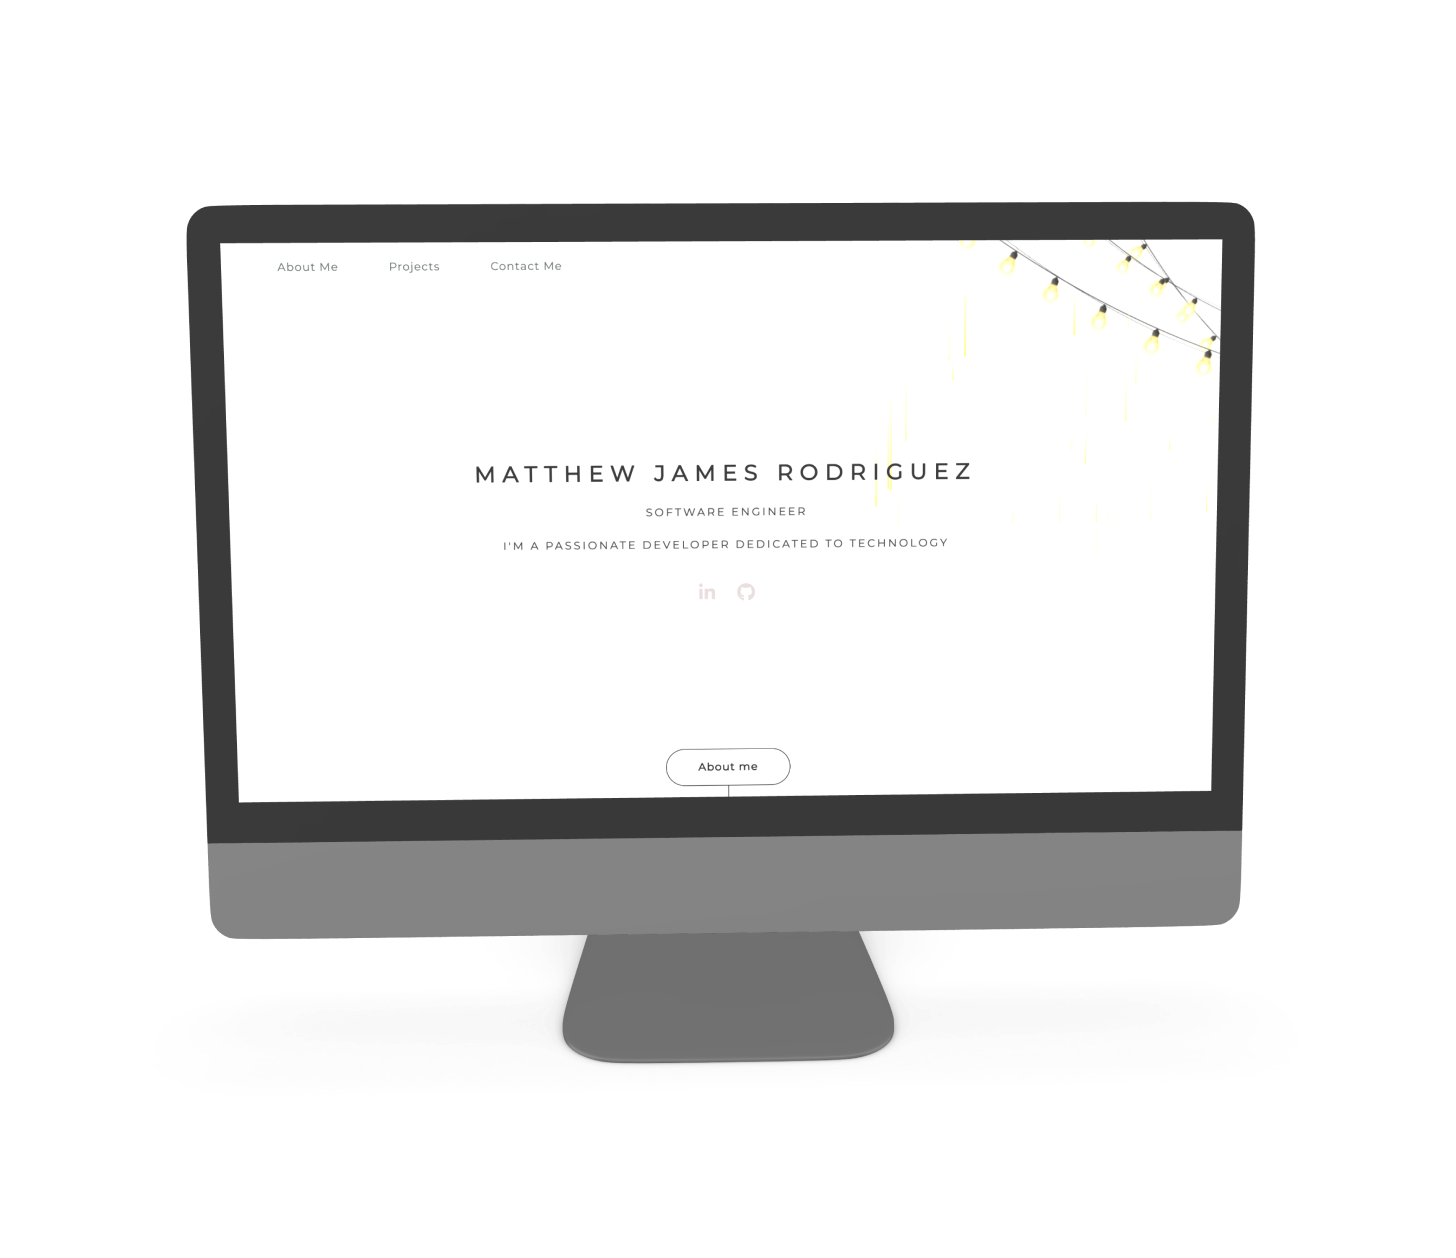 About Me Projects Contact Me
MATTHEW JAMES RODRIGUEZ
SOFTWARE ENGINEER
I'M A PASSIONATE DEVELOPER DEDICATED TO TECHNOLOGY
in
About me